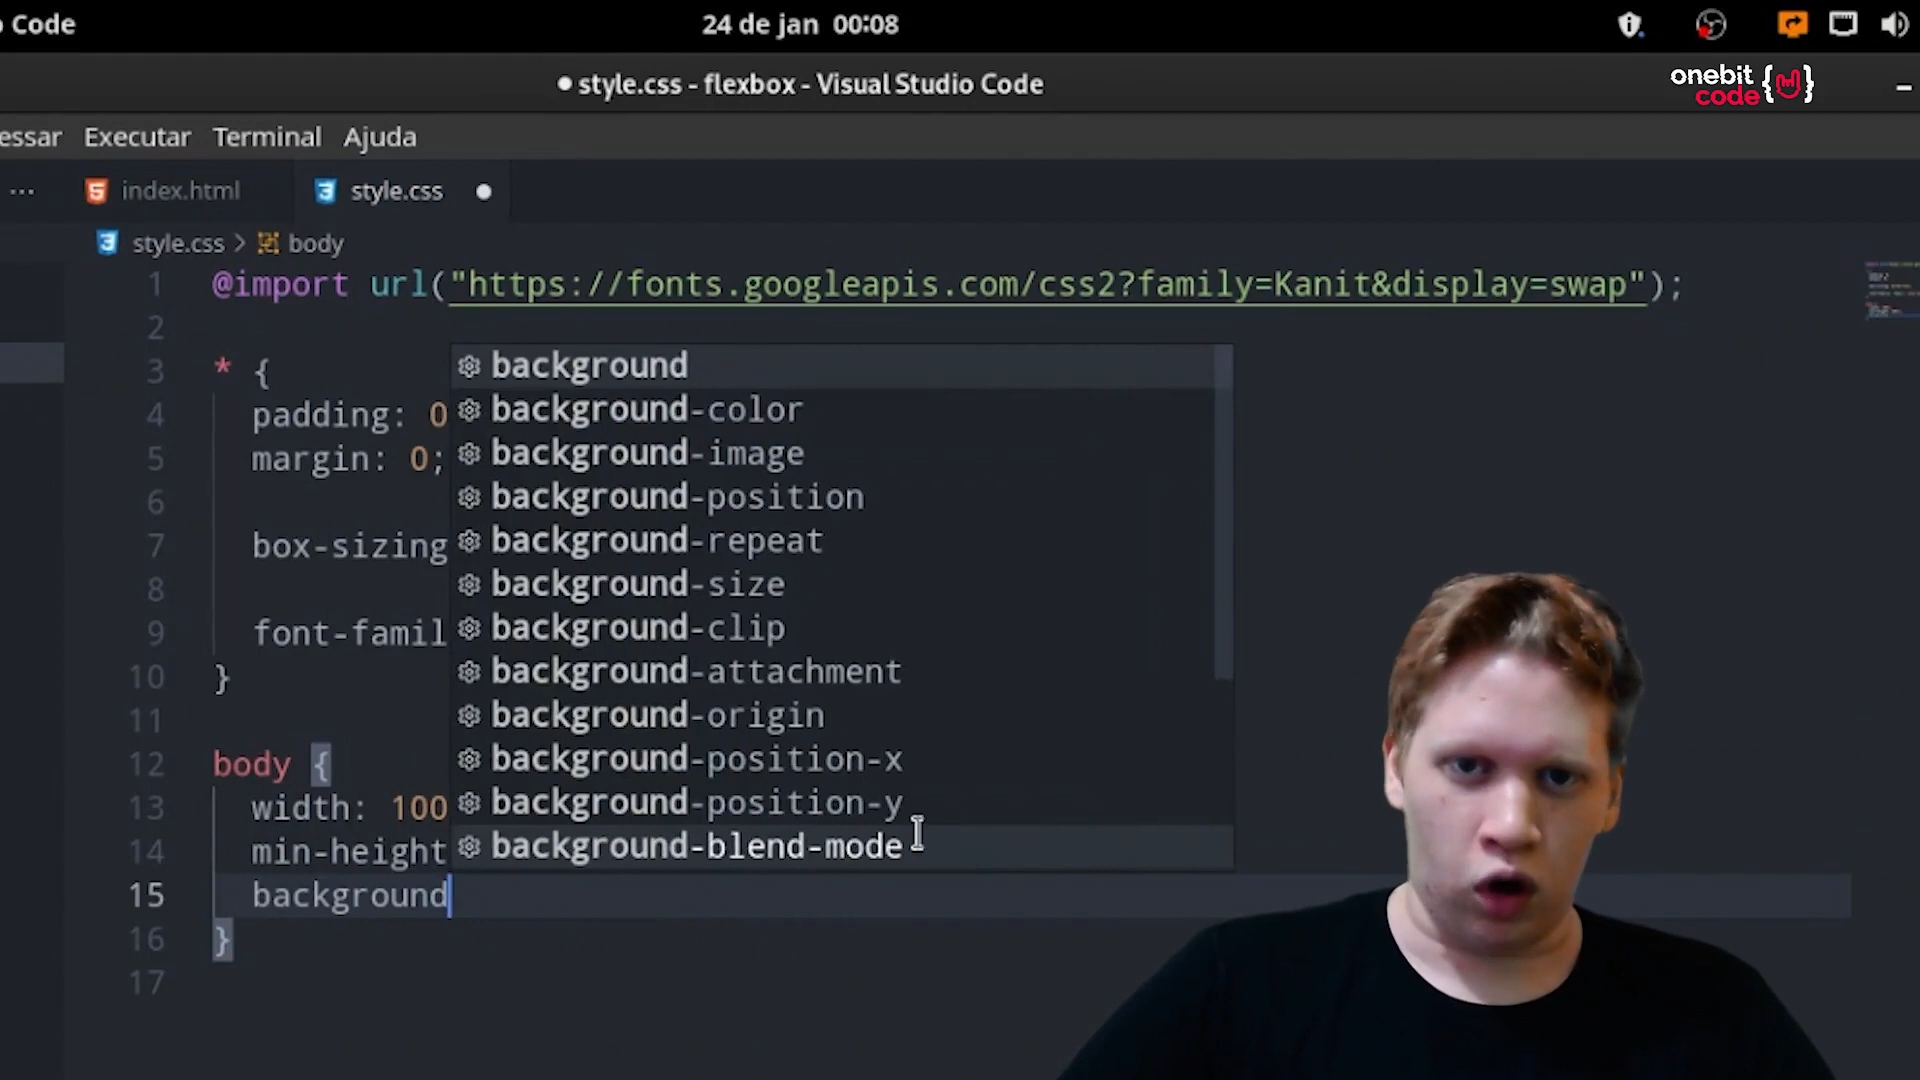 o Code
24 de jan 00:08
style.css - flexbox - Visual Studio Code
onebit
code
essar Executar Terminal Ajuda
... index.html style.css
style.css > body
1 @import url("https://fonts.googleapis.com/css2?family=Kanit&display=swap");
2
3 * {
background
4 padding: 0
background-color
5 margin: 0;
background-image
6
background-position
7 box-sizing
background-repeat
8
background-size
9 font-famil
background-clip
10 }
background-attachment
11
background-origin
12 body {
background-position-x
13 width: 100
background-position-y
14 min-height
background-blend-mode
15 background
16 }
17